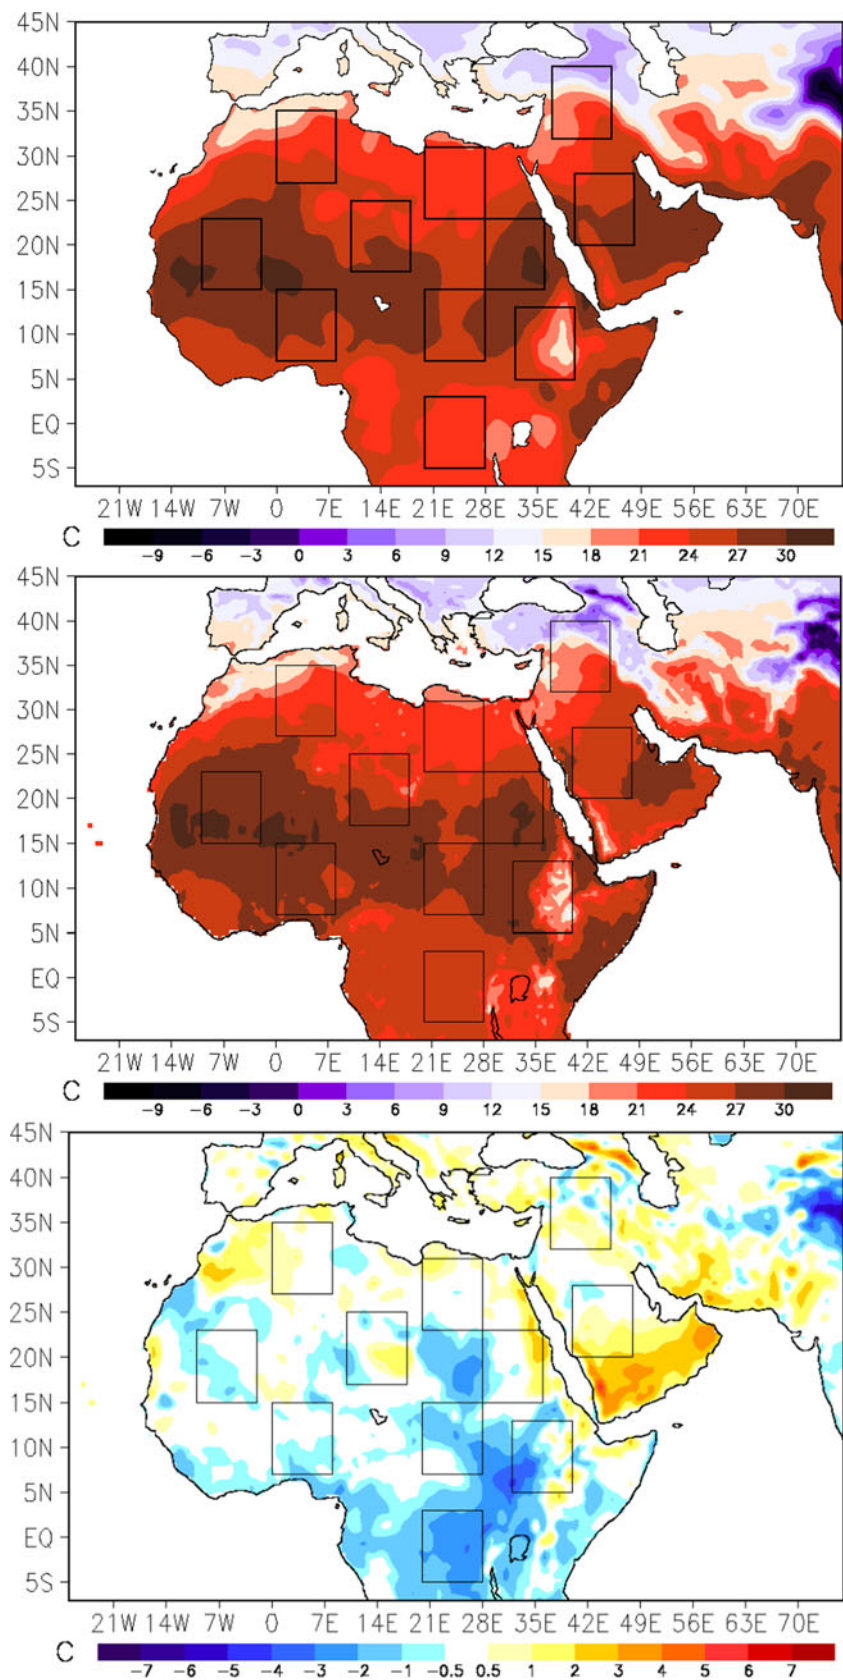 45N
40N
35N
30N
25N
20N
15N
10N
5N
EQ
5S
21W 14W 7W 0 7E 14E 21E 28E 35E 42E 49E 56E 63E 70E
C
-9 -6 -3 0 3 6 9 12 15 18 21 24 27 30
45N
40N
35N
30N
25N
20N
15N
10N
5N
EQ
5S
21W 14W 7W 0 7E 14E 21E 28E 35E 42E 49E 56E 63E 70E
C
-9 -6 -3 0 3 6 9 12 15 18 21 24 27 30
45N
40N
35N
30N
25N
20N
15N
10N
5N
EQ
5S
21W 14W 7W 0 7E 14E 21E 28E 35E 42E 49E 56E 63E 70E
C
-7 -6 -5 -4 -3 -2 -1 -0.5 0.5 1 2 3 4 5 6 7